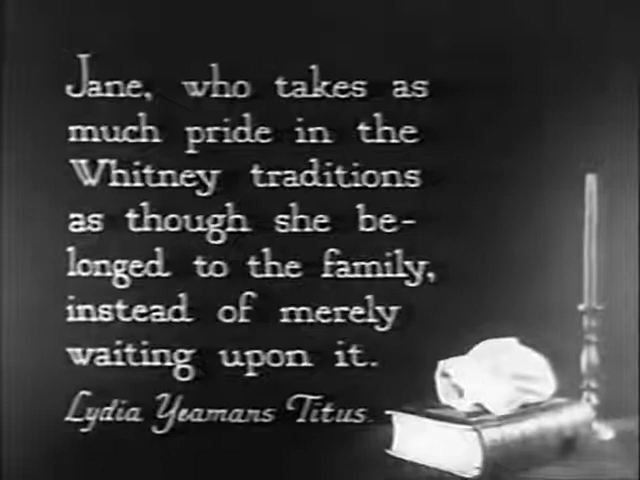 Jane, who takes as
much pride in the
Whitney traditions
as though she be-
longed to the family,
instead of merely
waiting upon it.
Lydia Yeamans Titus